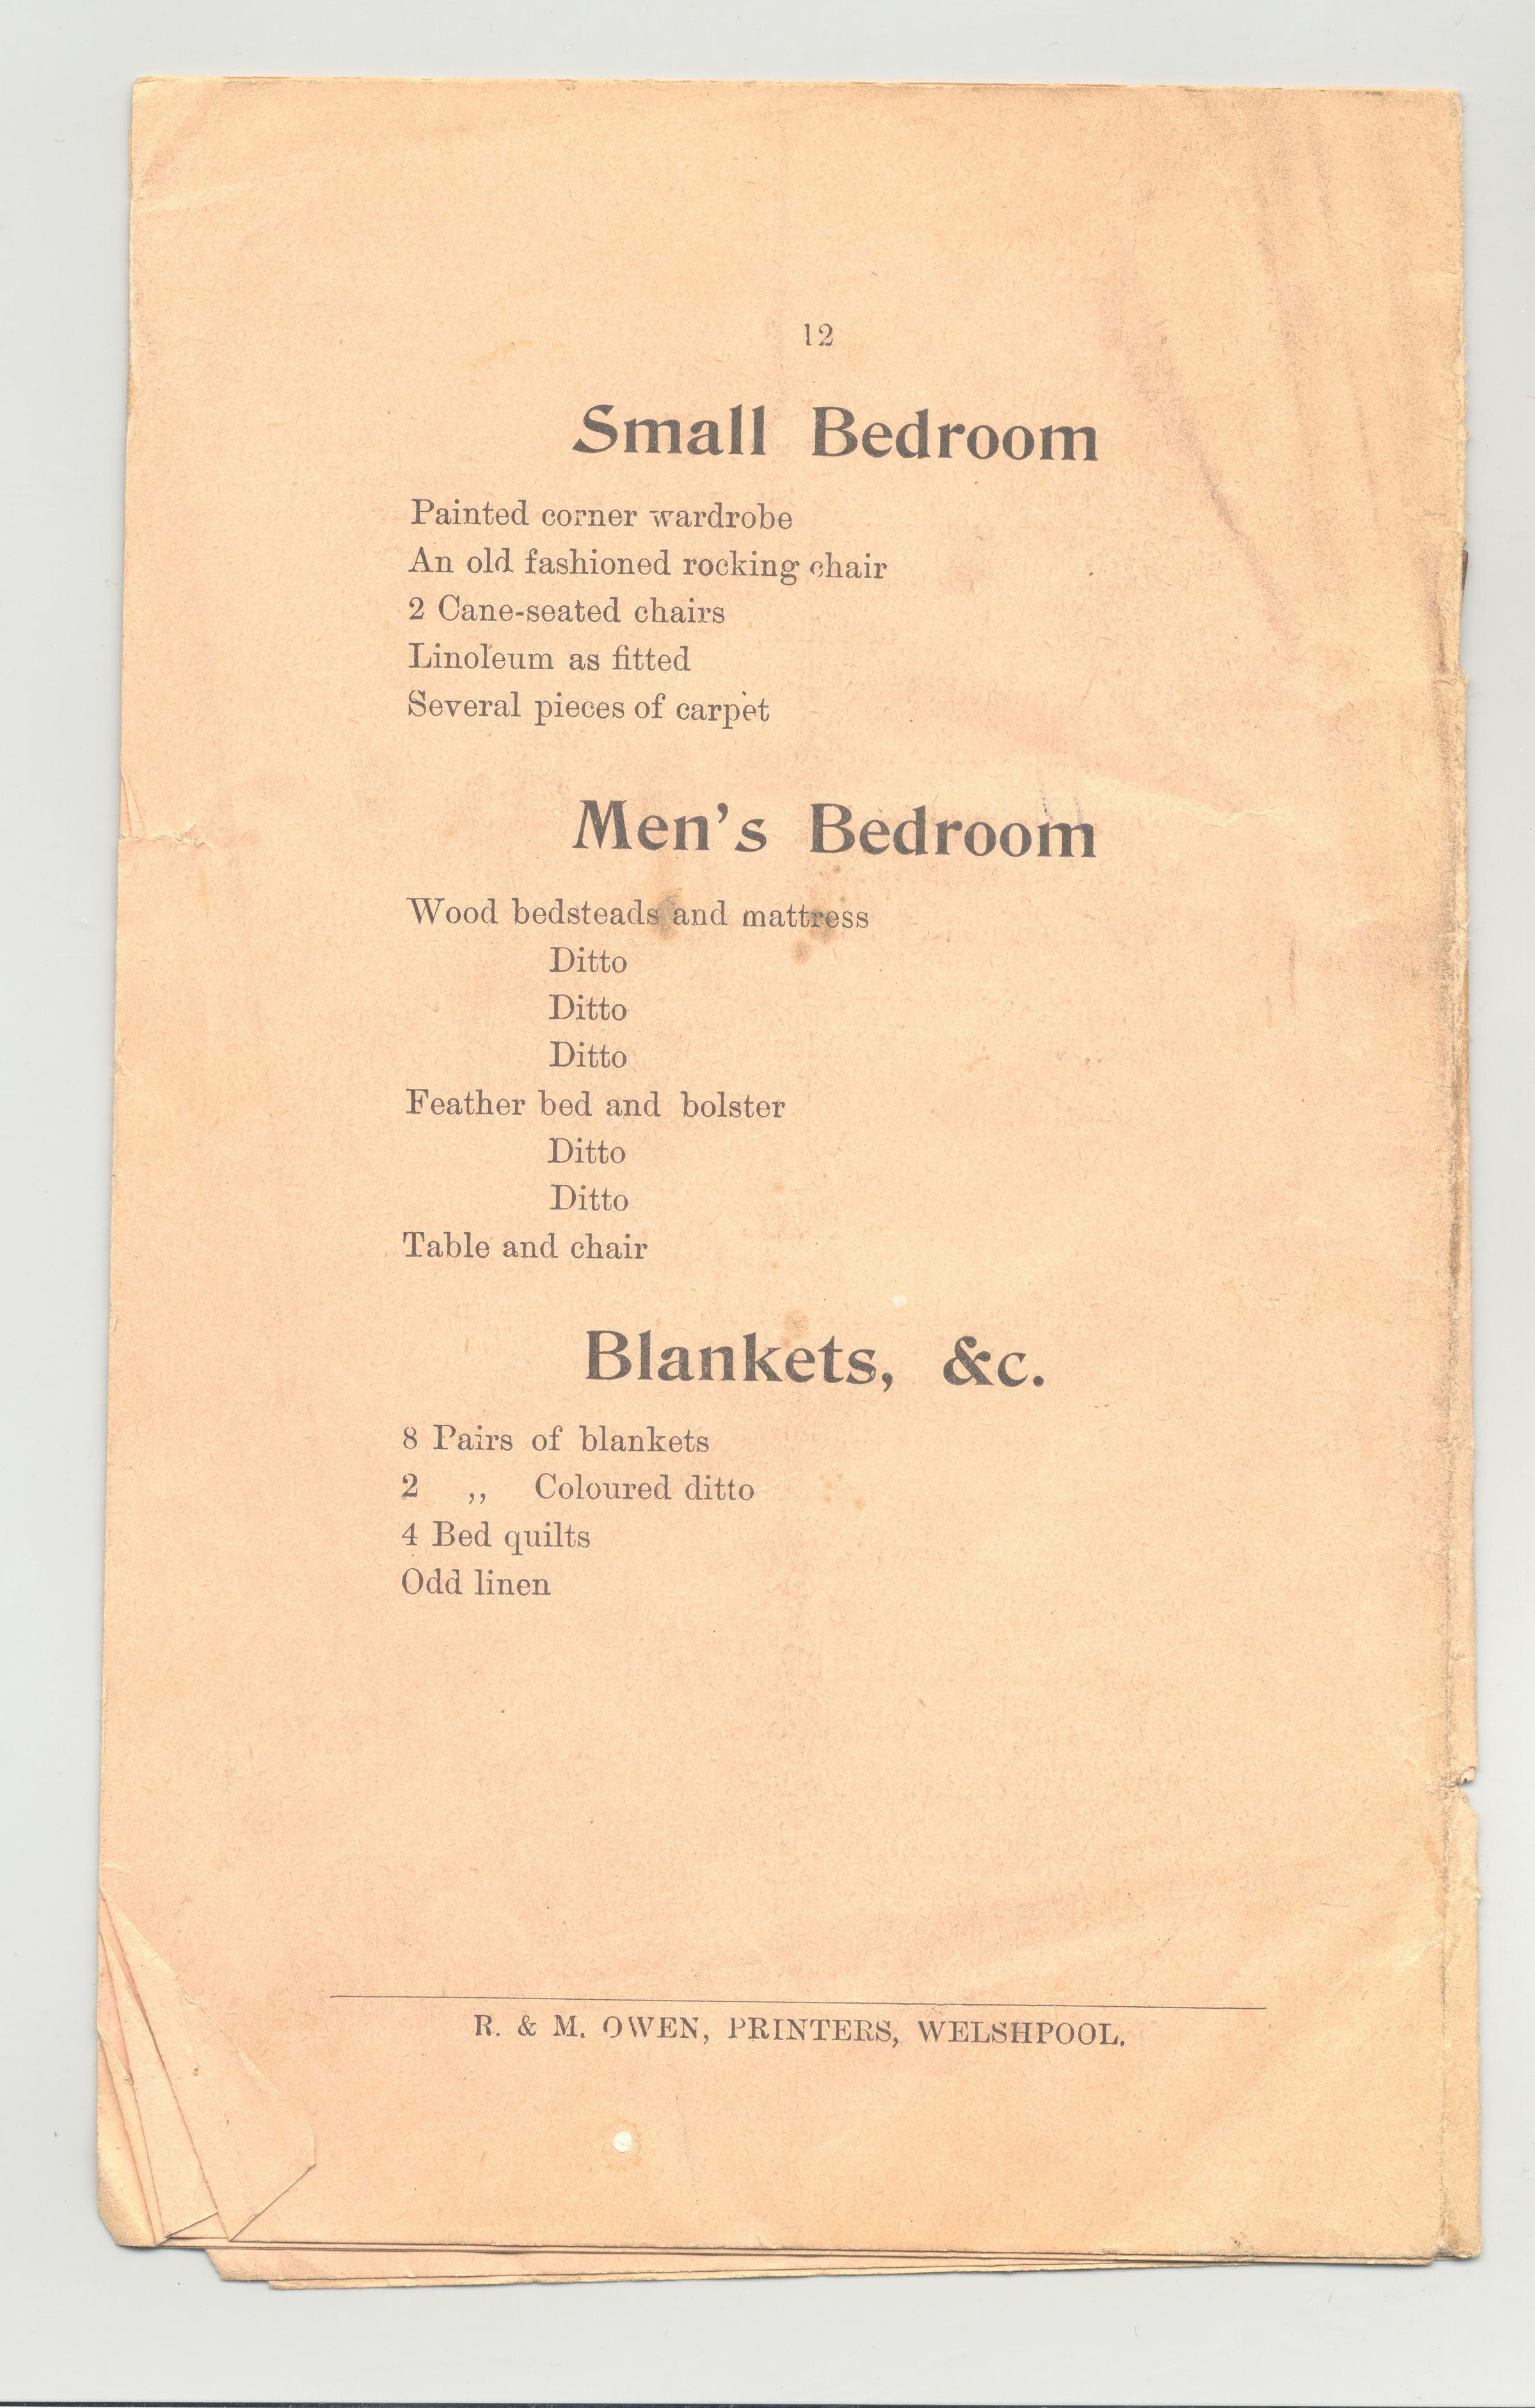 12
Small Bedroom
Painted corner wardrobe
An old fashioned rocking chair
2 Cane-seated chairs
Linoleum as fitted
Several pieces of carpet
Men's Bedroom
Wood bedsteads and mattress
Ditto
Ditto
Ditto
Feather bed and bolster
Ditto
Ditto
Table and chair
Blankets, &c.
8 Pairs of blankets
2 ,, Coloured ditto
4 Bed quilts
Odd linen
R. & M. OWEN, PRINTERS, WELSHPOOL.